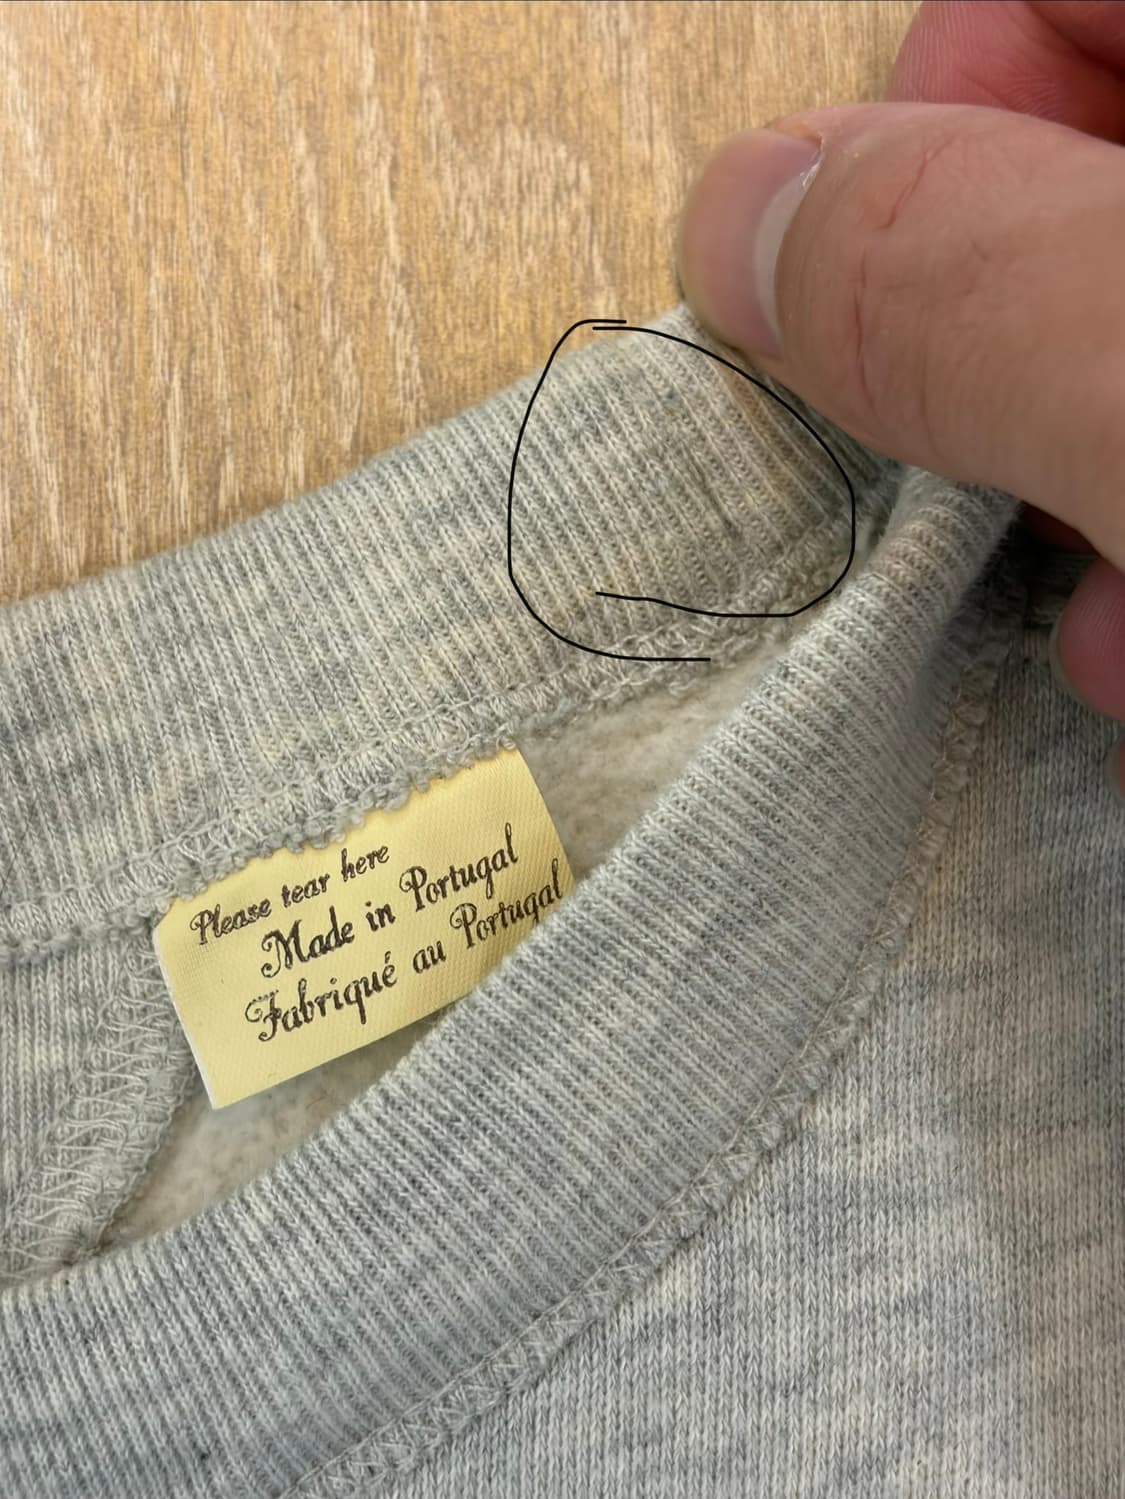 Please tear here
Made in Portugal
Fabriqué au Portugal